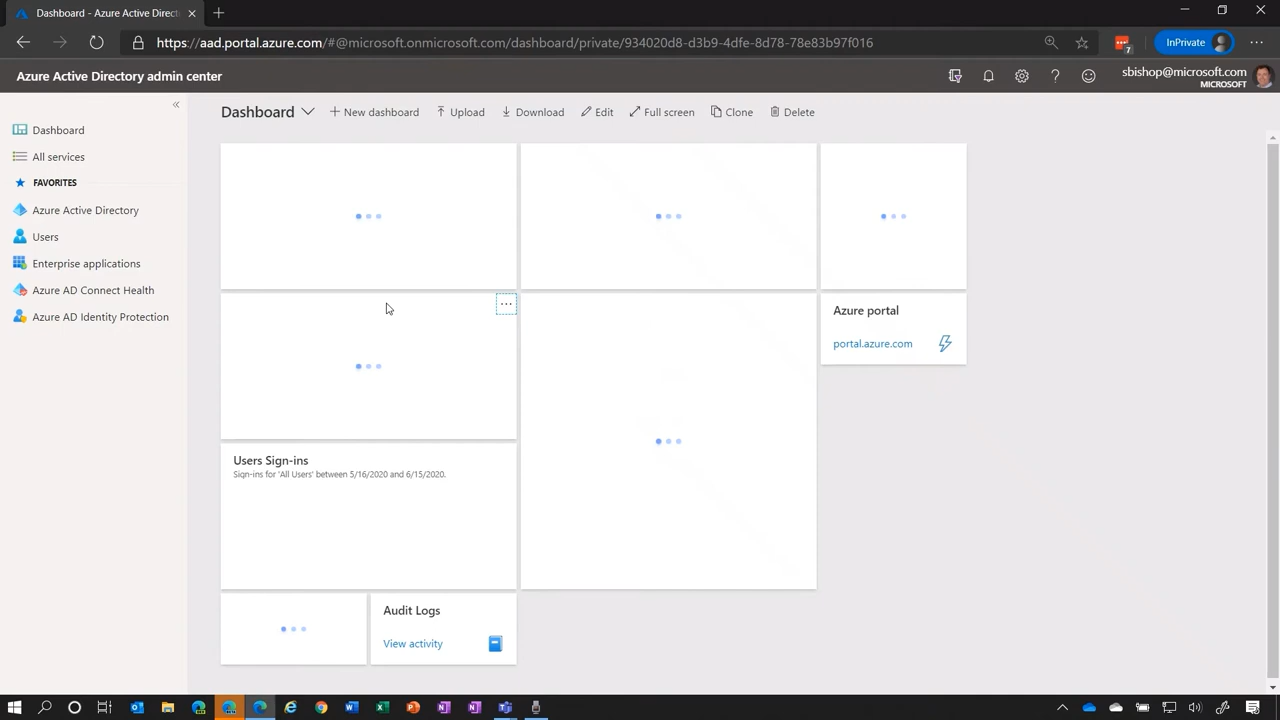 Dashboard - Azure Active Direct
https://aad.portal.azure.com/#@microsoft.onmicrosoft.com/dashboard/private/934020d8-d3b9-4dfe-8d78-78e83b97f016
7
InPrivate
Azure Active Directory admin center
sbishop@microsoft.com
MICROSOFT
Dashboard
New dashboard
Upload
Download
Edit
Full screen
Clone
Delete
Dashboard
All services
FAVORITES
Azure Active Directory
Users
Enterprise applications
Azure AD Connect Health
Azure AD Identity Protection
Azure portal
portal.azure.com
Users Sign-ins
Sign-ins for 'All Users' between 5/16/2020 and 6/15/2020.
Audit Logs
View activity